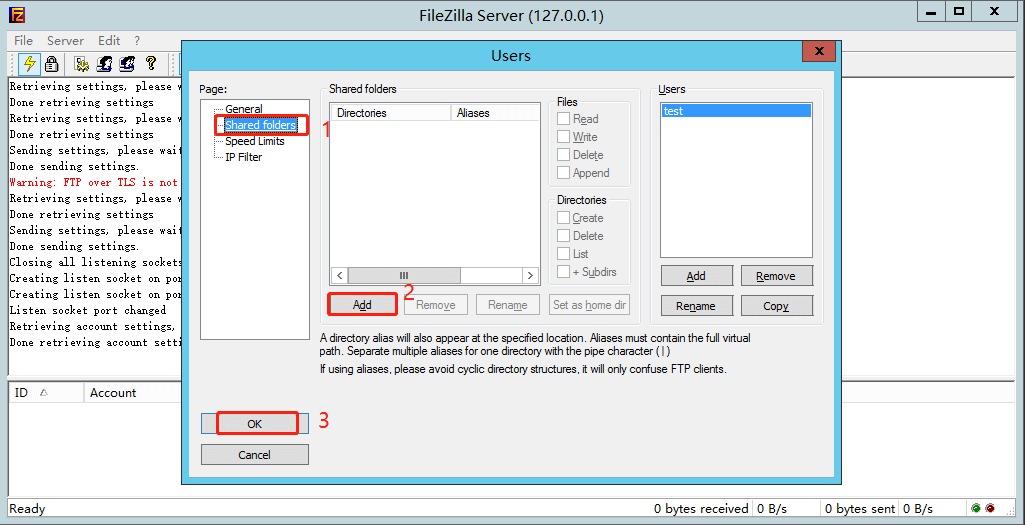 FileZilla Server (127.0.0.1)
File Server Edit ?
Retrieving settings, please w
Done retrieving settings
Retrieving settings, please w
Done retrieving settings
Sending settings, please wait
Done sending settings.
Warning: FTP over TLS is not
Retrieving settings, please w
Done retrieving settings
Sending settings, please wait
Done sending settings.
Closing all listening sockets
Creating listen socket on por
Creating listen socket on por
Listen socket port changed
Retrieving account settings,
Done retrieving account setti
ID Account
Users
Page:
General
Shared folders
1
Speed Limits
IP Filter
Shared folders
Directories Aliases
Files
Read
Write
Delete
Append
Directories
Create
Delete
List
+ Subdirs
Add
2
Remove
Rename
Set as home dir
Users
test
Add Remove
Rename Copy
A directory alias will also appear at the specified location. Aliases must contain the full virtual
path. Separate multiple aliases for one directory with the pipe character (|)
If using aliases, please avoid cyclic directory structures, it will only confuse FTP clients.
OK
3
Cancel
Ready 0 bytes received 0 B/s 0 bytes sent 0 B/s